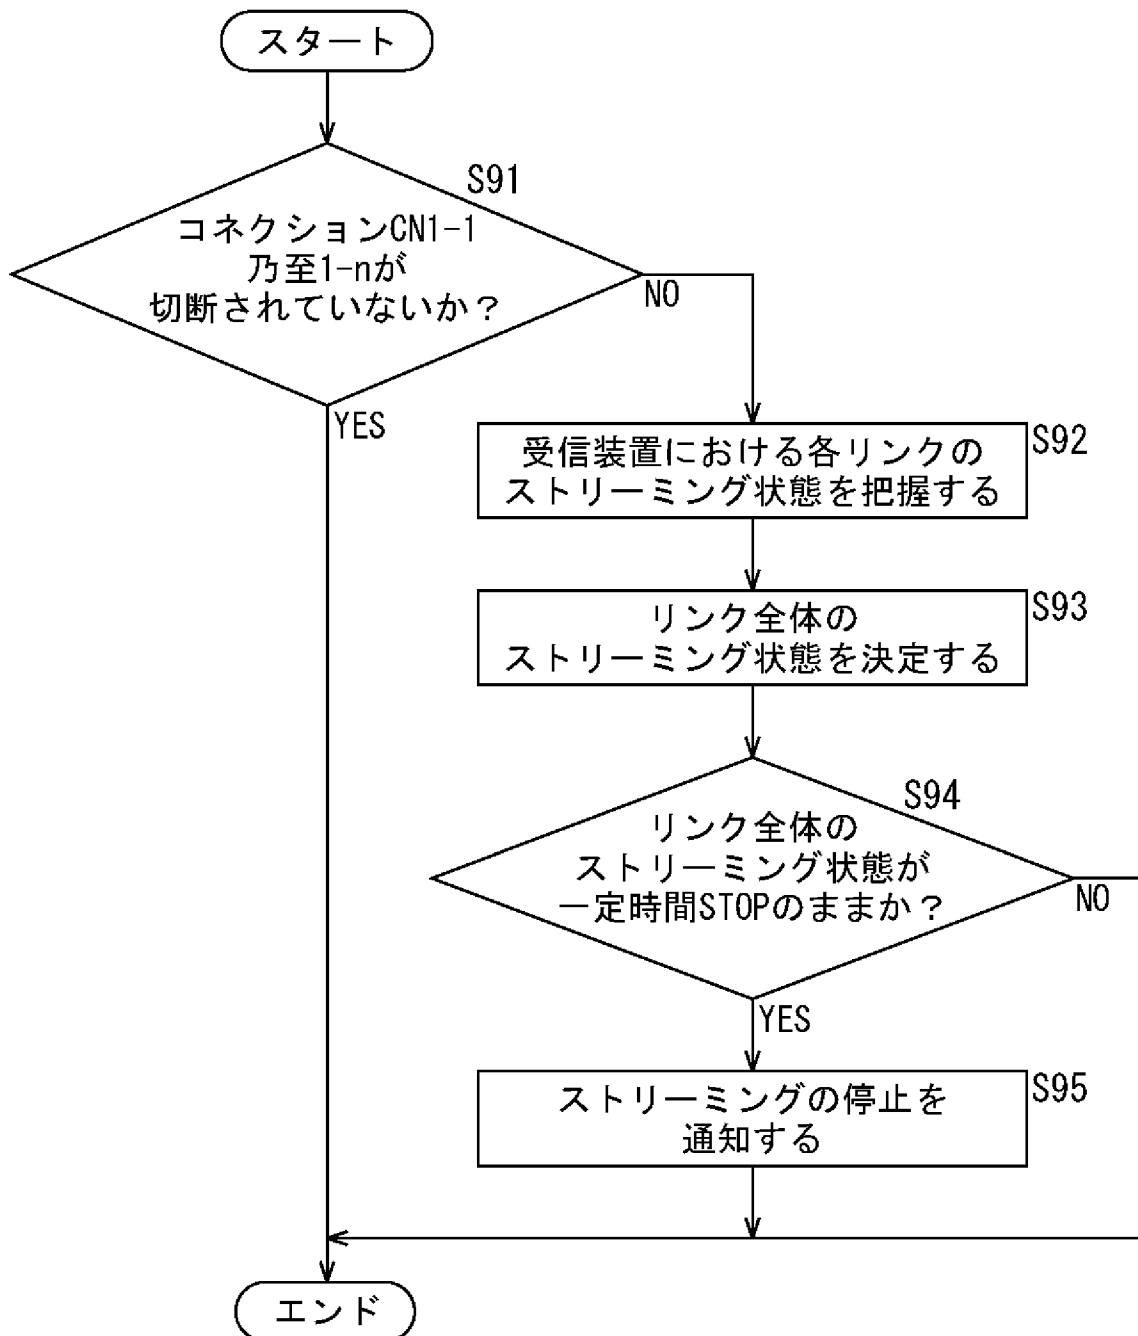 スタート
S91
コネクションCN1-1
乃至1-nが
切断されていないか？
NO
YES
S92
受信装置における各リンクの
ストリーミング状態を把握する
S93
リンク全体の
ストリーミング状態を決定する
S94
リンク全体の
ストリーミング状態が
一定時間STOPのままか？
NO
YES
S95
ストリーミングの停止を
通知する
エンド